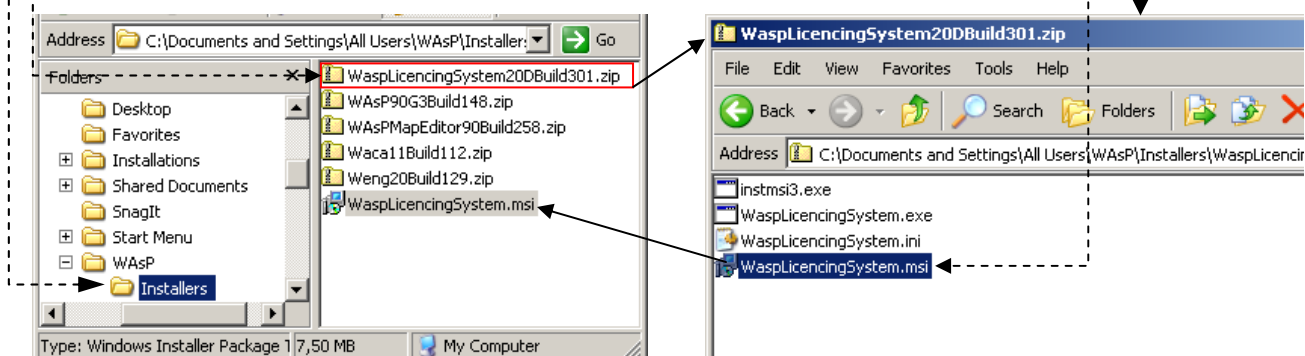 Address C:\Documents and Settings\All Users\WAsP\Installer: Go
Folders
Desktop
Favorites
Installations
Shared Documents
SnagIt
Start Menu
WAsP
Installers
WaspLicencingSystem20DBuild301.zip
WAsP90G3Build148.zip
WAsPMapEditor90Build258.zip
Waca11Build112.zip
Weng20Build129.zip
WaspLicencingSystem.msi
Type: Windows Installer Package 7,50 MB My Computer
WaspLicencingSystem20DBuild301.zip
File Edit View Favorites Tools Help
Back Search Folders
Address C:\Documents and Settings\All Users\WAsP\Installers\WaspLicencin
instmsi3.exe
WaspLicencingSystem.exe
WaspLicencingSystem.ini
WaspLicencingSystem.msi